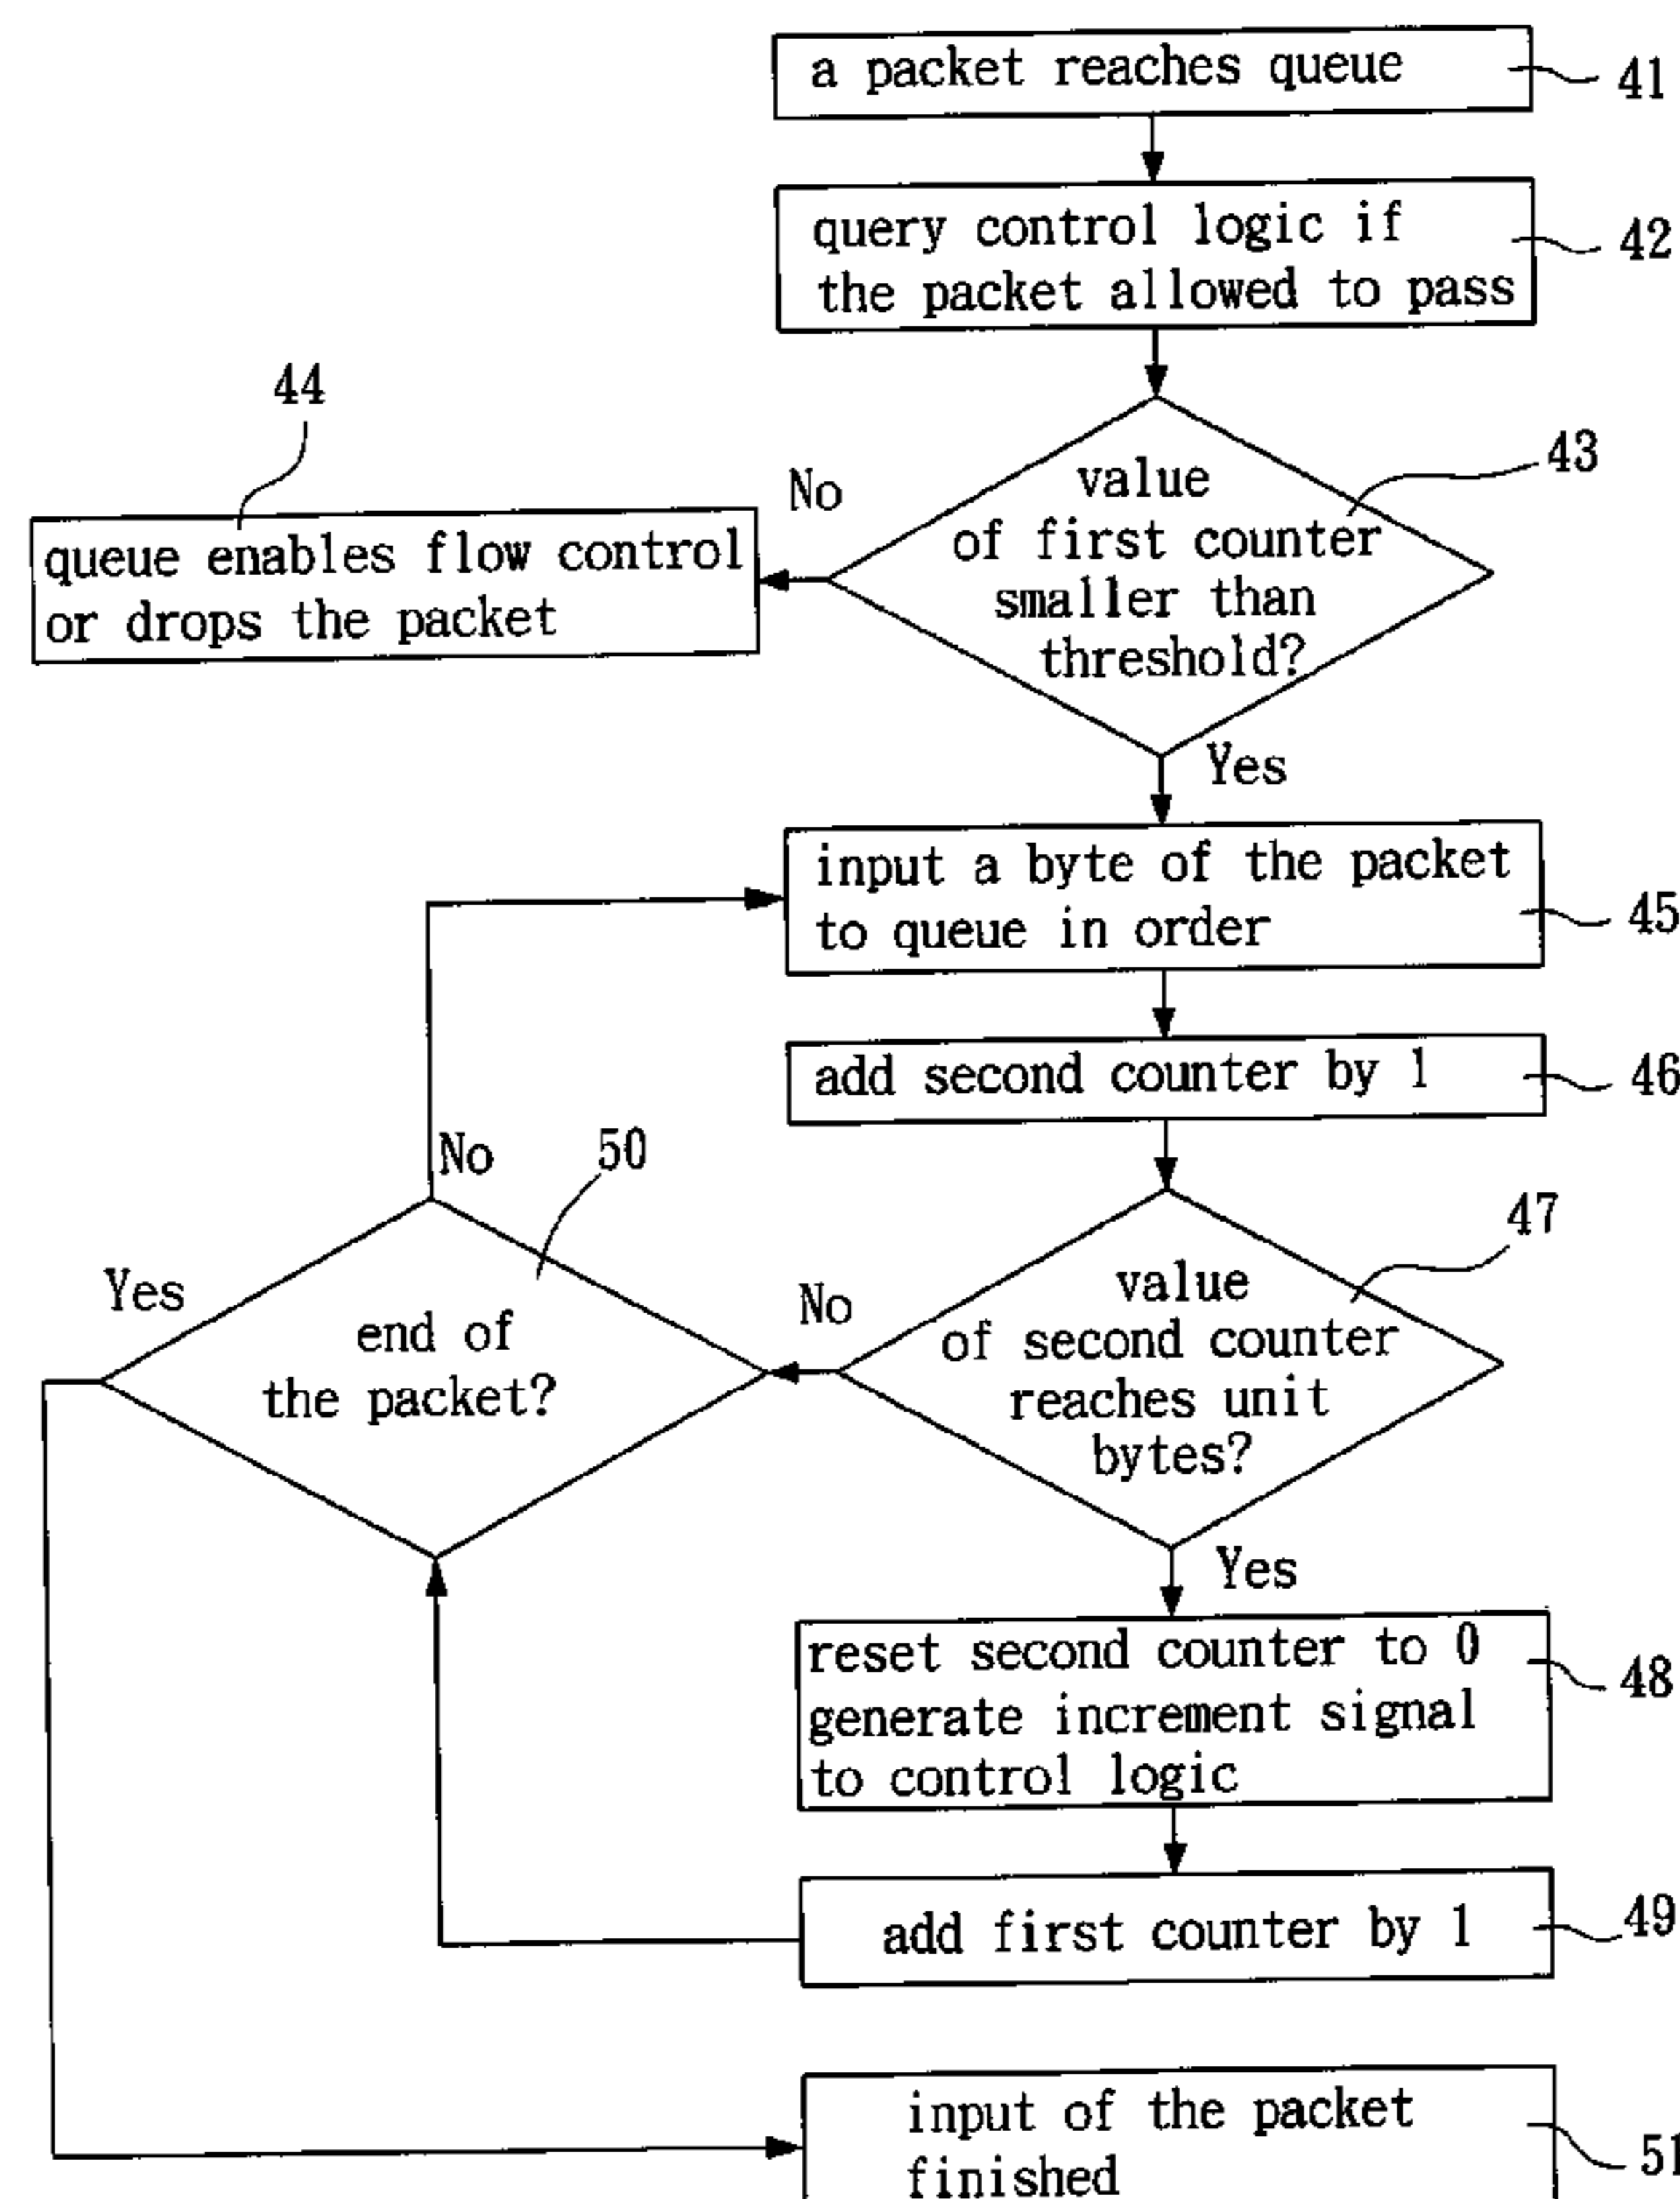 a packet reaches queue
41
query control logic if
the packet allowed to pass
42
44
value
of first counter
smaller than
threshold?
43
No
queue enables flow control
or drops the packet
Yes
input a byte of the packet
to queue in order
45
add second counter by 1
46
No
50
47
Yes
end of
the packet?
No
value
of second counter
reaches unit
bytes?
Yes
reset second counter to 0
generate increment signal
to control logic
48
add first counter by 1
49
input of the packet
finished
51